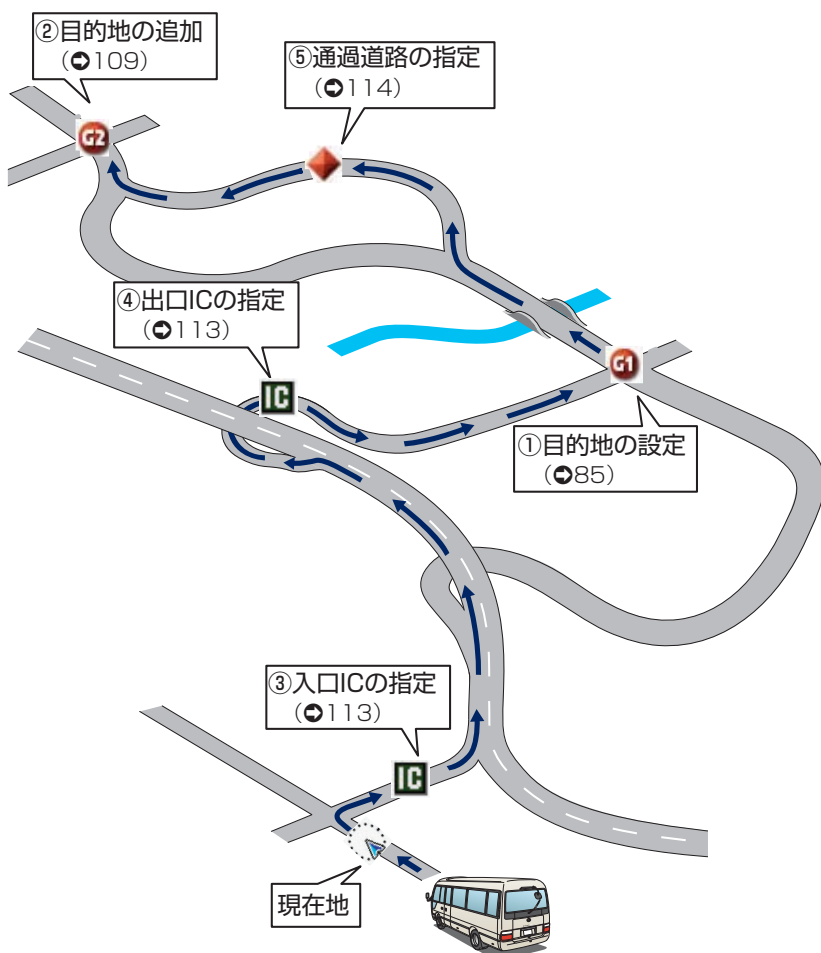 ②目的地の追加
（➲109）
⑤通過道路の指定
（➲114）
G2
④出口ICの指定
（➲113）
IC
G1
①目的地の設定
（➲85）
③入口ICの指定
（➲113）
IC
現在地